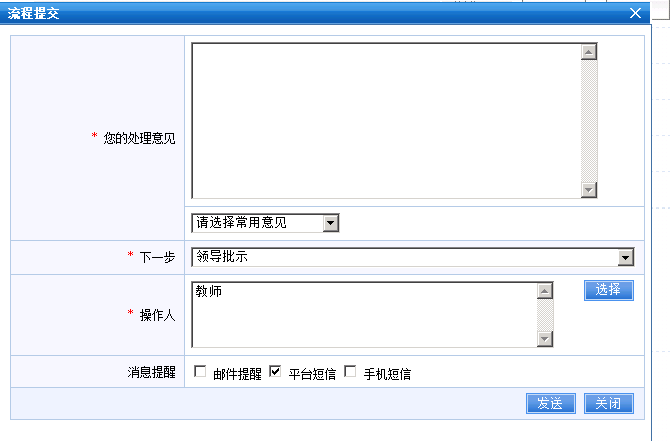 流程提交
* 您的处理意见
请选择常用意见
* 下一步 领导批示
* 操作人 教师 选择
消息提醒 邮件提醒 平台短信 手机短信
发送 关闭